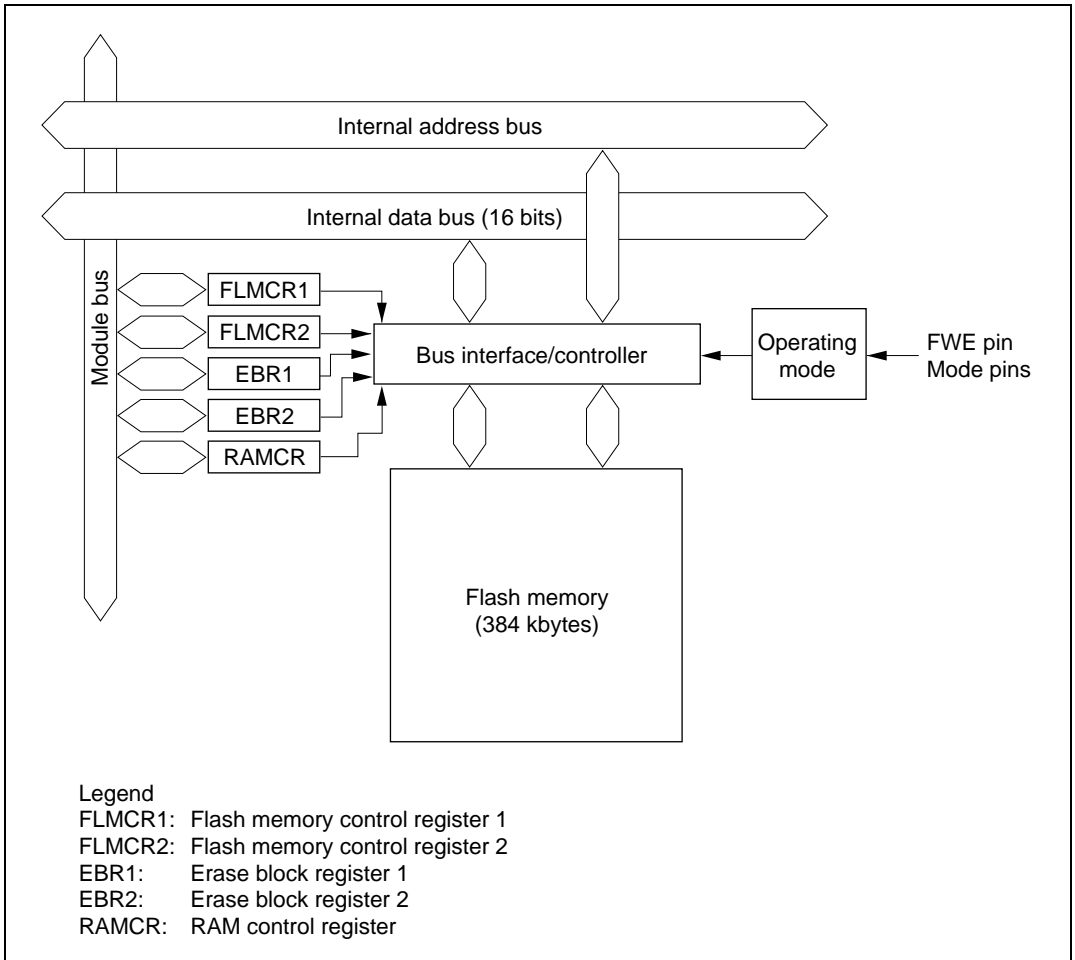 Internal address bus
Internal data bus (16 bits)
Module bus
FLMCR1
FLMCR2
EBR1
EBR2
RAMCR
Bus interface/controller
Operating
mode
FWE pin
Mode pins
Flash memory
(384 kbytes)
Legend
FLMCR1: Flash memory control register 1
FLMCR2: Flash memory control register 2
EBR1: Erase block register 1
EBR2: Erase block register 2
RAMCR: RAM control register